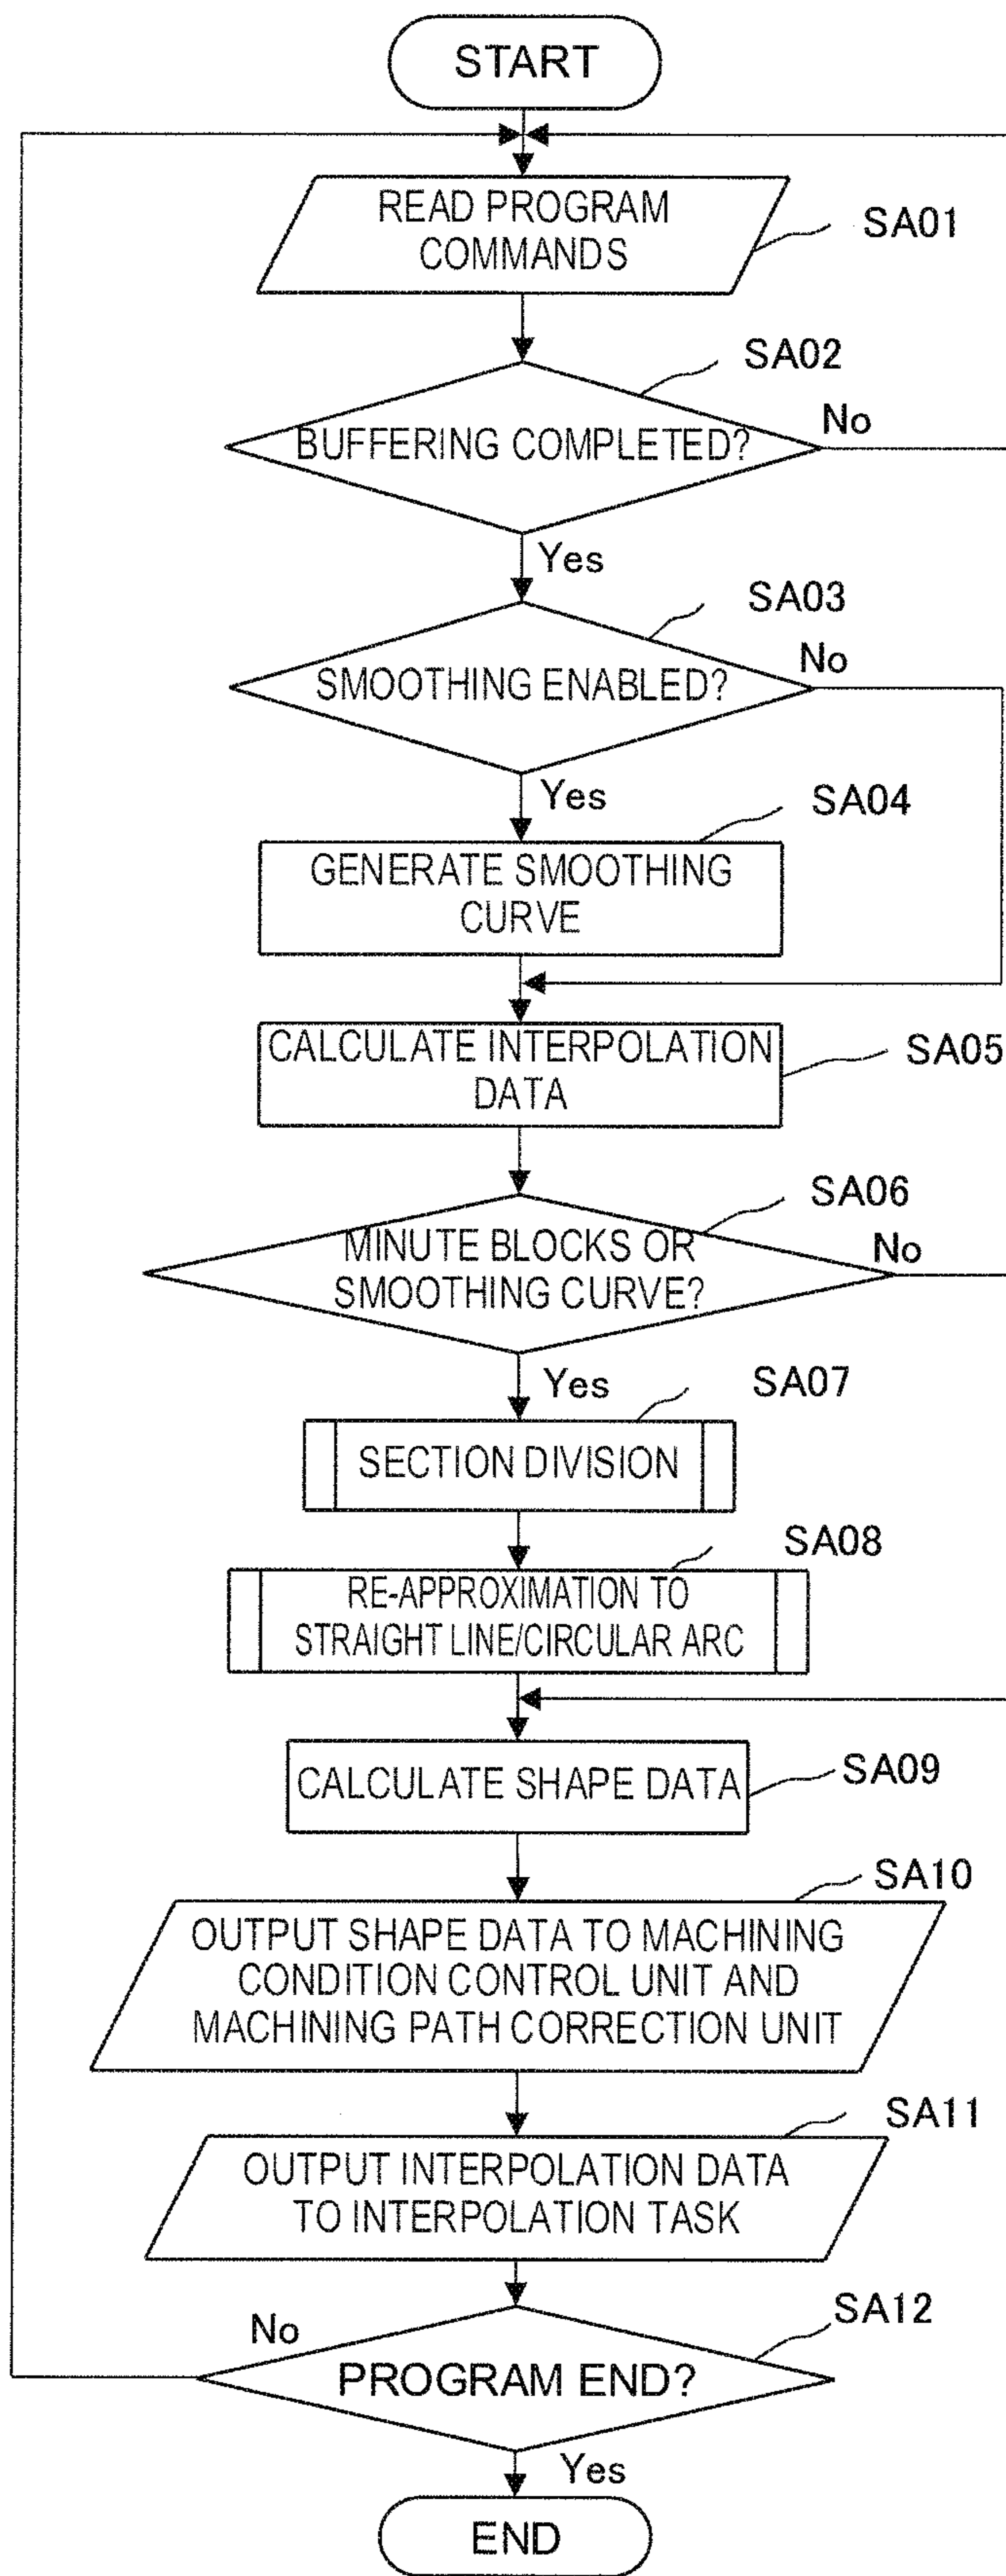 START
READ PROGRAM
COMMANDS
SA01
SA02
BUFFERING COMPLETED?
No
Yes
SA03
SMOOTHING ENABLED?
No
Yes
SA04
GENERATE SMOOTHING
CURVE
CALCULATE INTERPOLATION
DATA
SA05
SA06
MINUTE BLOCKS OR
SMOOTHING CURVE?
No
Yes
SA07
SECTION DIVISION
SA08
RE-APPROXIMATION TO
STRAIGHT LINE/CIRCULAR ARC
CALCULATE SHAPE DATA
SA09
SA10
OUTPUT SHAPE DATA TO MACHINING
CONDITION CONTROL UNIT AND
MACHINING PATH CORRECTION UNIT
SA11
OUTPUT INTERPOLATION DATA
TO INTERPOLATION TASK
SA12
No
PROGRAM END?
Yes
END